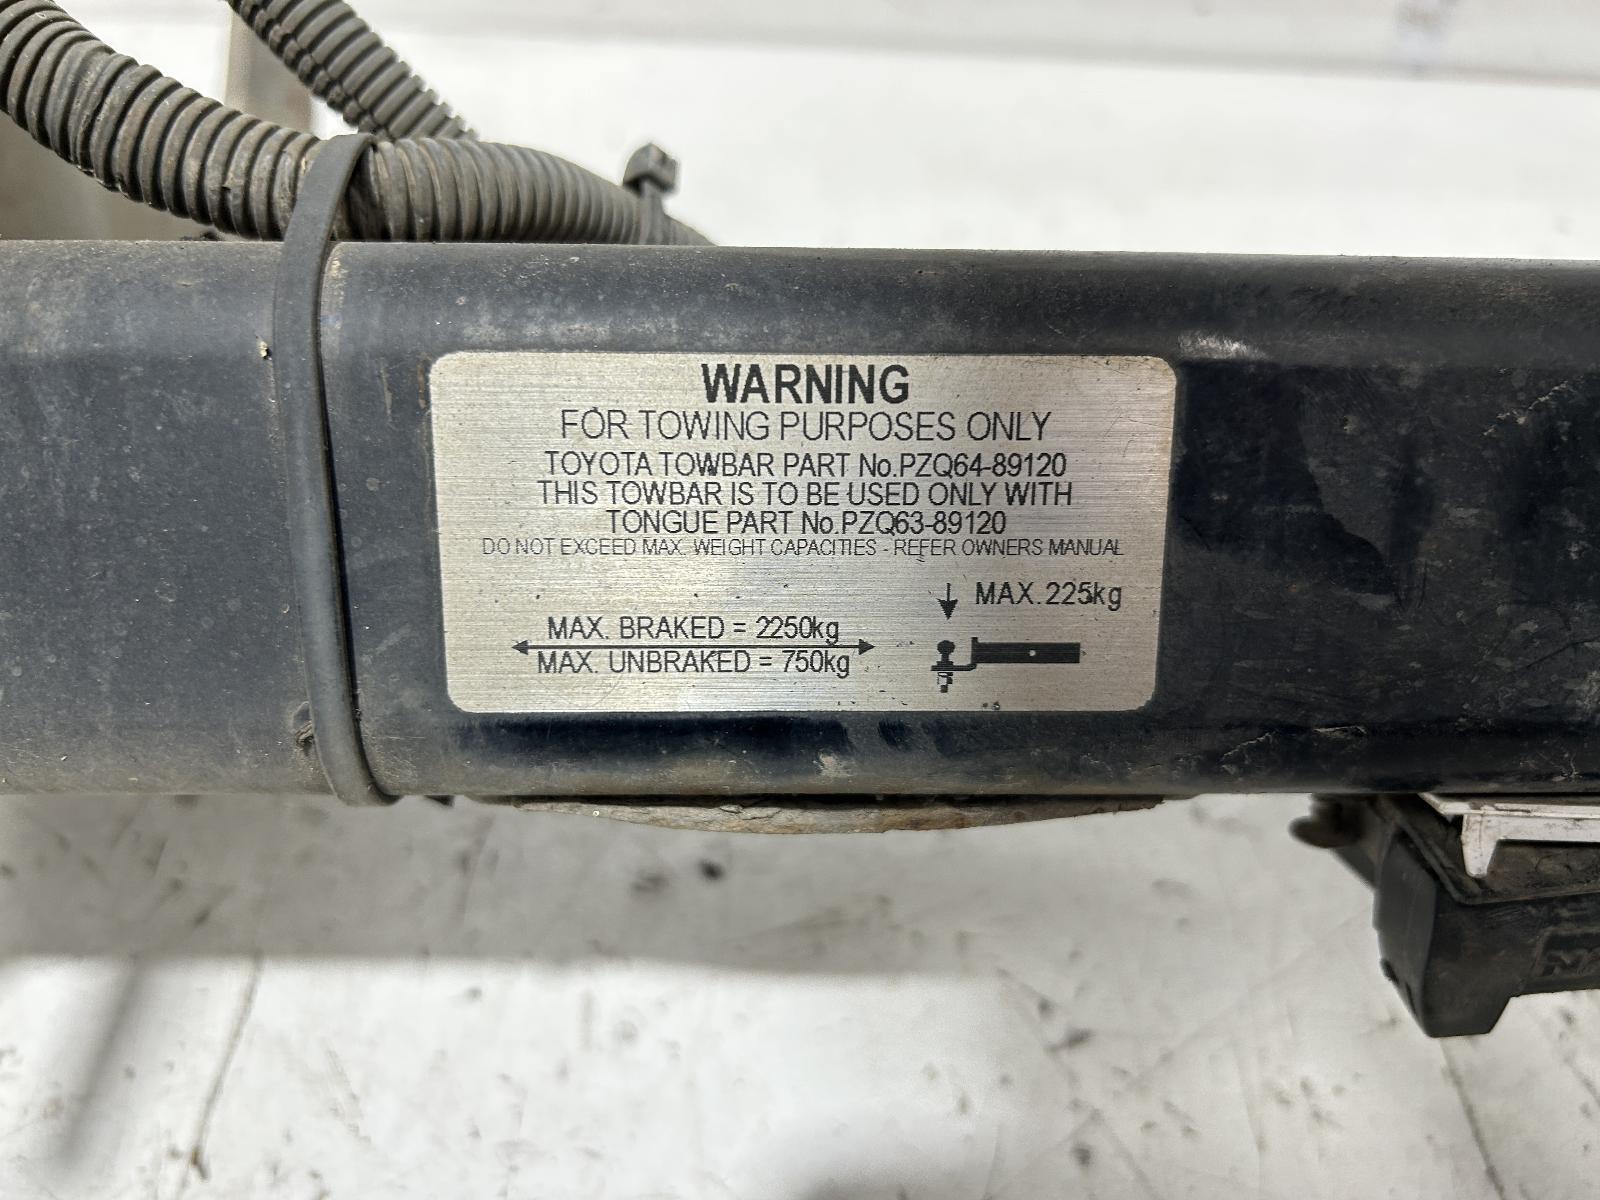 WARNING
FOR TOWING PURPOSES ONLY
TOYOTA TOWBAR PART No.PZQ64-89120
THIS TOWBAR IS TO BE USED ONLY WITH
TONGUE PART No.PZQ63-89120
DO NOT EXCEED MAX. WEIGHT CAPACITIES - REFER OWNERS MANUAL
MAX. 225kg
MAX. BRAKED = 2250kg
MAX. UNBRAKED = 750kg